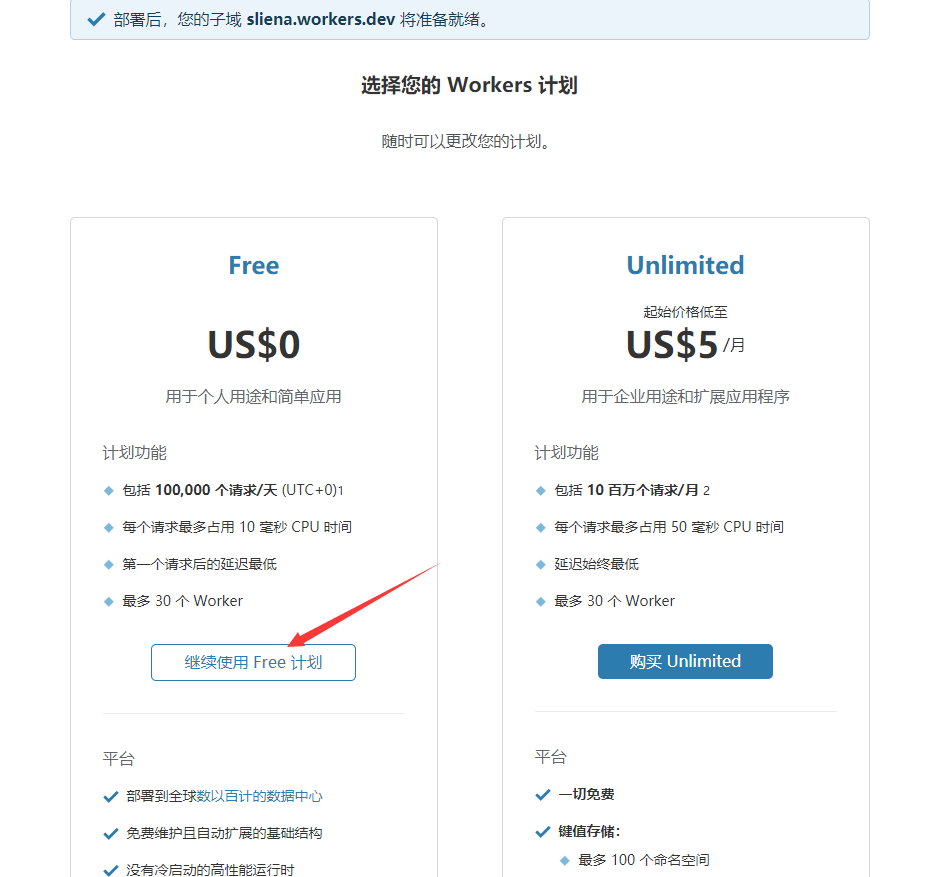 部署后，您的子域 sliena.workers.dev 将准备就绪。
选择您的 Workers 计划
随时可以更改您的计划。
Free
US$0
用于个人用途和简单应用
计划功能
包括 100,000 个请求/天 (UTC+0)1
每个请求最多占用 10 毫秒 CPU 时间
第一个请求后的延迟最低
最多 30 个 Worker
继续使用 Free 计划
平台
部署到全球数以百计的数据中心
免费维护且自动扩展的基础结构
没有冷启动的高性能运行时
Unlimited
起始价格低至
US$5 /月
用于企业用途和扩展应用程序
计划功能
包括 10 百万个请求/月 2
每个请求最多占用 50 毫秒 CPU 时间
延迟始终最低
最多 30 个 Worker
购买 Unlimited
平台
一切免费
键值存储：
最多 100 个命名空间